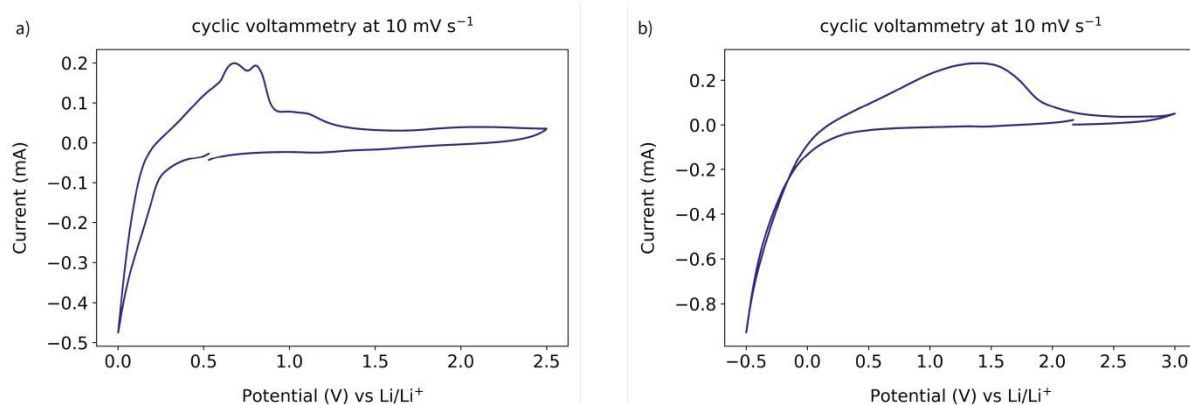 a)
cyclic voltammetry at 10 mV s⁻¹
Current (mA)
0.2
0.1
0.0
−0.1
−0.2
−0.3
−0.4
−0.5
0.0 0.5 1.0 1.5 2.0 2.5
Potential (V) vs Li/Li⁺
b)
cyclic voltammetry at 10 mV s⁻¹
Current (mA)
0.2
0.0
−0.2
−0.4
−0.6
−0.8
−0.5 0.0 0.5 1.0 1.5 2.0 2.5 3.0
Potential (V) vs Li/Li⁺